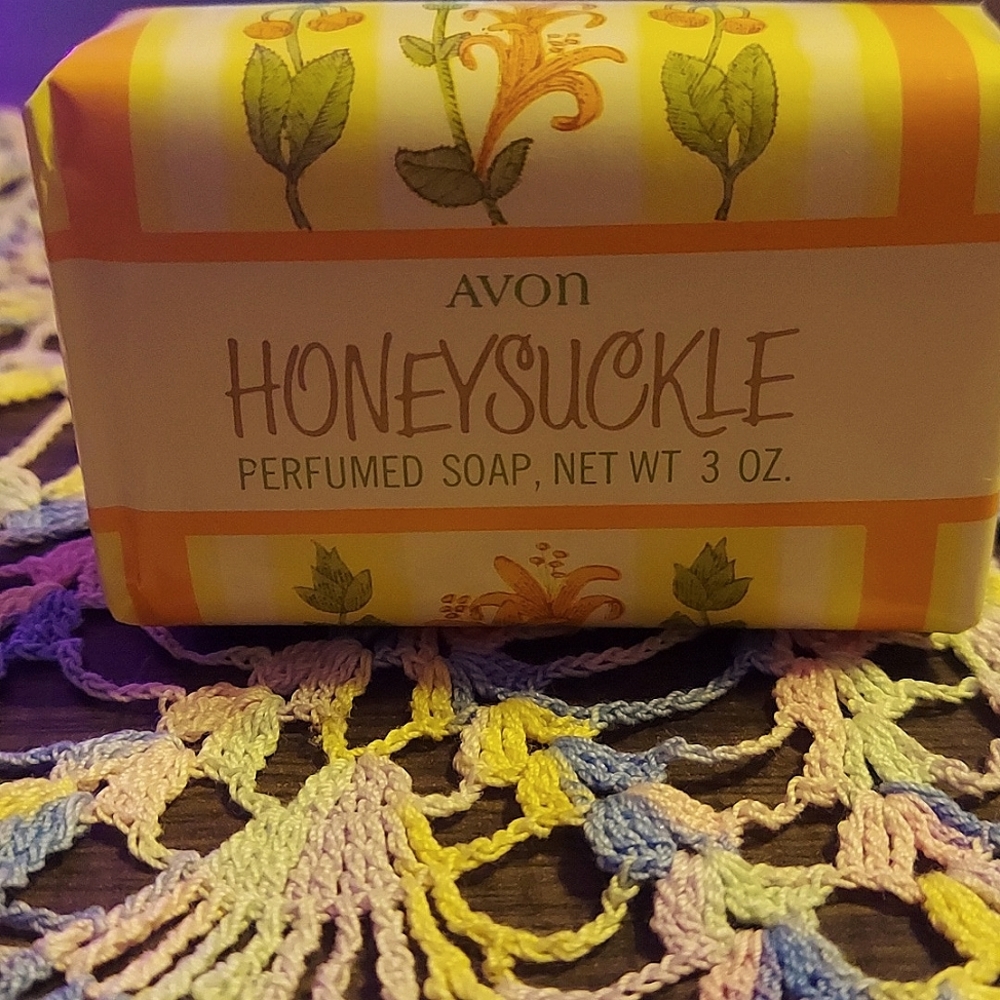 AVON
HONEYSUCKLE
PERFUMED SOAP, NET WT 3 OZ.